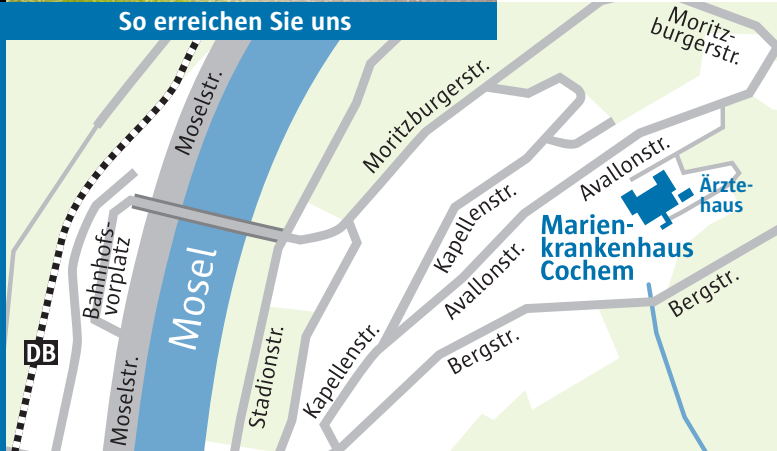 So erreichen Sie uns
Moritz-
burgerstr.
Moselstr.
Moritzburgerstr.
Avallonstr.
Ärzte-
haus
Kapellenstr.
Marien-
krankenhaus
Cochem
Bahnhofs-
vorplatz
Mosel
Avallonstr.
Bergstr.
DB
Moselstr.
Stadionstr.
Kapellenstr.
Bergstr.